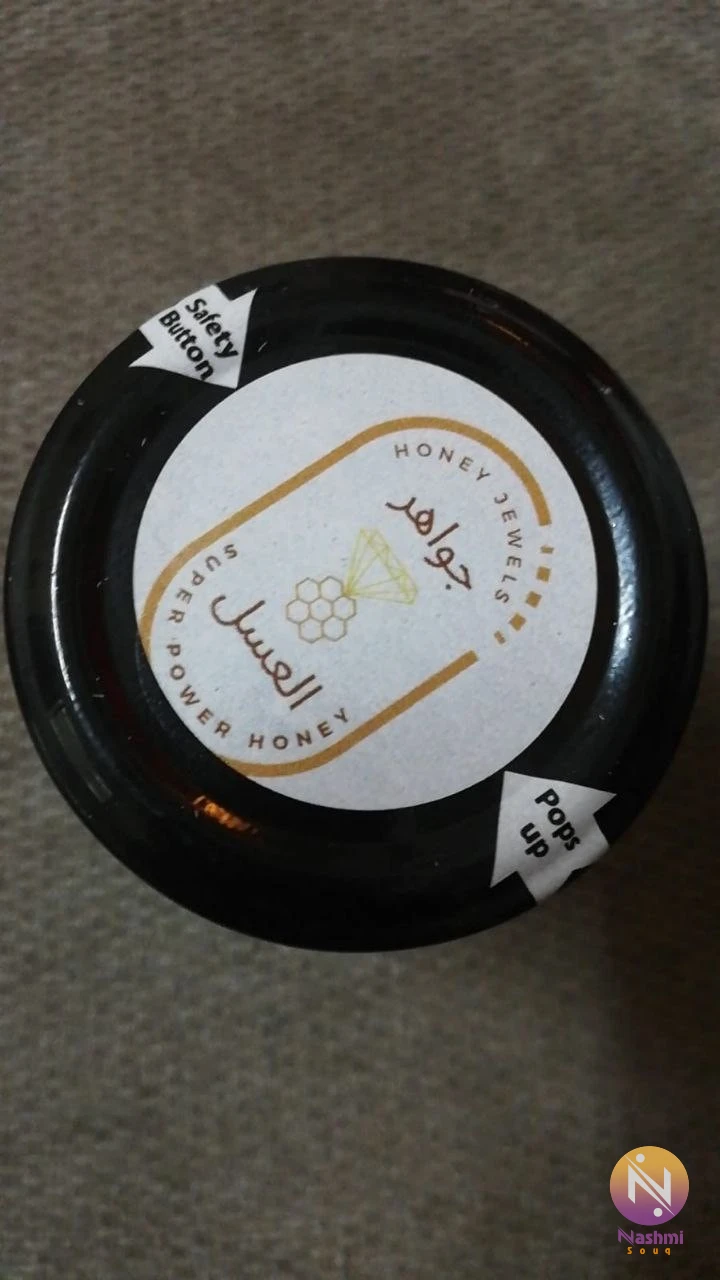 Safety
Button
HONEY JEWELS
جواهر
العسل
SUPER POWER HONEY
Pops
up
Nashmi
Souq